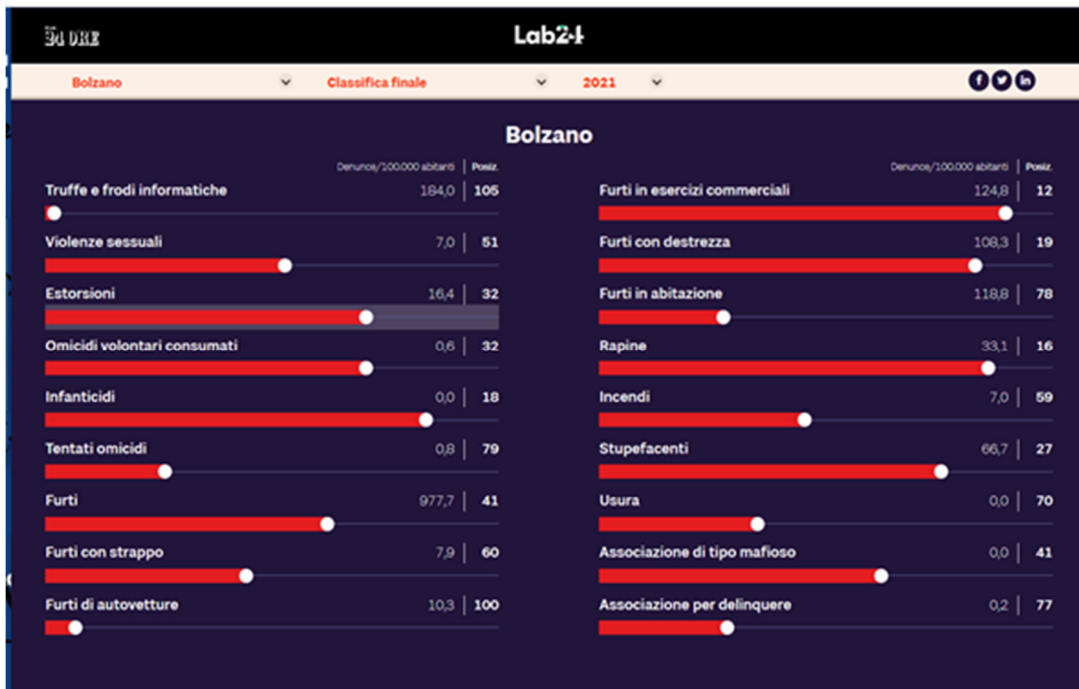 24 ORE
Lab24
Bolzano
Classifica finale
2021
Bolzano
Denunce/100.000 abitanti | Posiz.
Truffe e frodi informatiche 184,0 | 105
Violenze sessuali 7,0 | 51
Estorsioni 16,4 | 32
Omicidi volontari consumati 0,6 | 32
Infanticidi 0,0 | 18
Tentati omicidi 0,8 | 79
Furti 977,7 | 41
Furti con strappo 7,9 | 60
Furti di autovetture 10,3 | 100
Denunce/100.000 abitanti | Posiz.
Furti in esercizi commerciali 124,8 | 12
Furti con destrezza 108,3 | 19
Furti in abitazione 118,8 | 78
Rapine 33,1 | 16
Incendi 7,0 | 59
Stupefacenti 66,7 | 27
Usura 0,0 | 70
Associazione di tipo mafioso 0,0 | 41
Associazione per delinquere 0,2 | 77